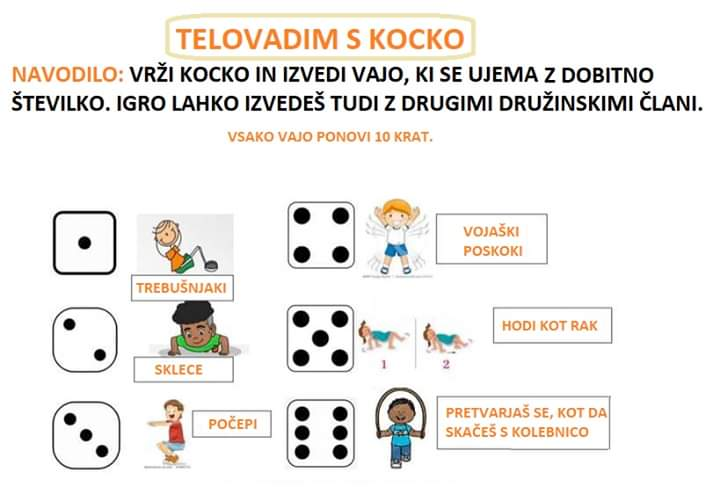 TELOVADIM S KOCKO
NAVODILO: VRŽI KOCKO IN IZVEDI VAJO, KI SE UJEMA Z DOBITNO
ŠTEVILKO. IGRO LAHKO IZVEDEŠ TUDI Z DRUGIMI DRUŽINSKIMI ČLANI.
VSAKO VAJO PONOVI 10 KRAT.
TREBUŠNJAKI
VOJAŠKI
POSKOKI
SKLECE
1 2
HODI KOT RAK
POČEPI
PRETVARJAŠ SE, KOT DA
SKAČEŠ S KOLEBNICO